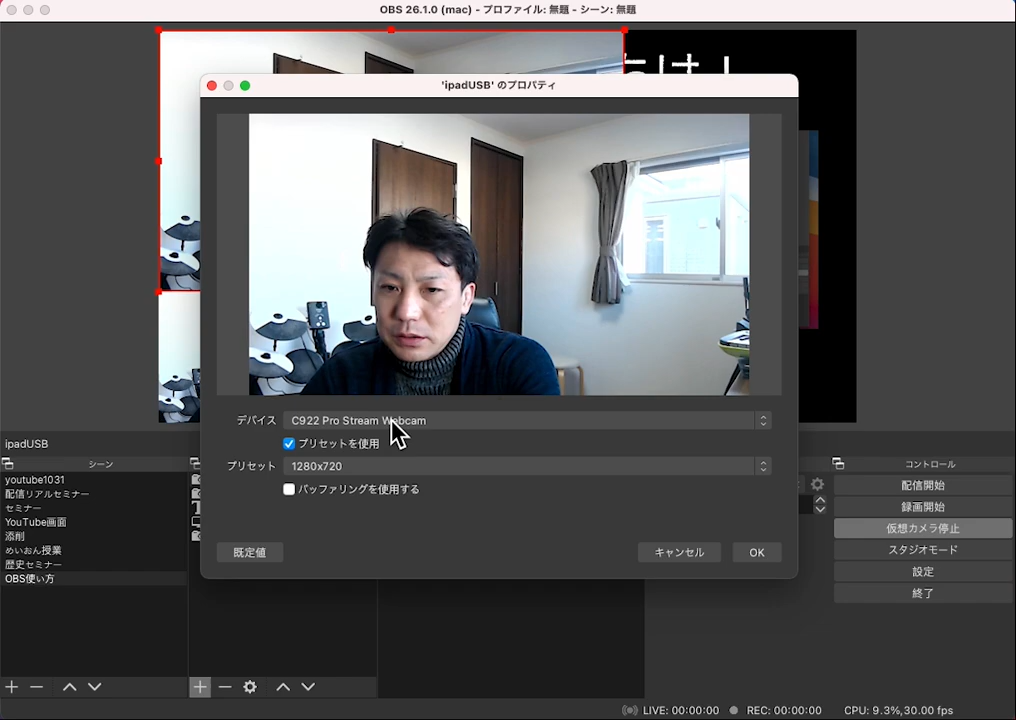 OBS 26.1.0 (mac) - プロファイル: 無題 - シーン: 無題
'ipadUSB' のプロパティ
デバイス
C922 Pro Stream Webcam
プリセットを使用
プリセット
1280x720
バッファリングを使用する
既定値
キャンセル
OK
ipadUSB
シーン
youtube1031
配信リアルセミナー
セミナー
YouTube画面
添削
めいおん授業
歴史セミナー
OBS使い方
コントロール
配信開始
録画開始
仮想カメラ停止
スタジオモード
設定
終了
LIVE: 00:00:00
REC: 00:00:00
CPU: 9.3%,30.00 fps